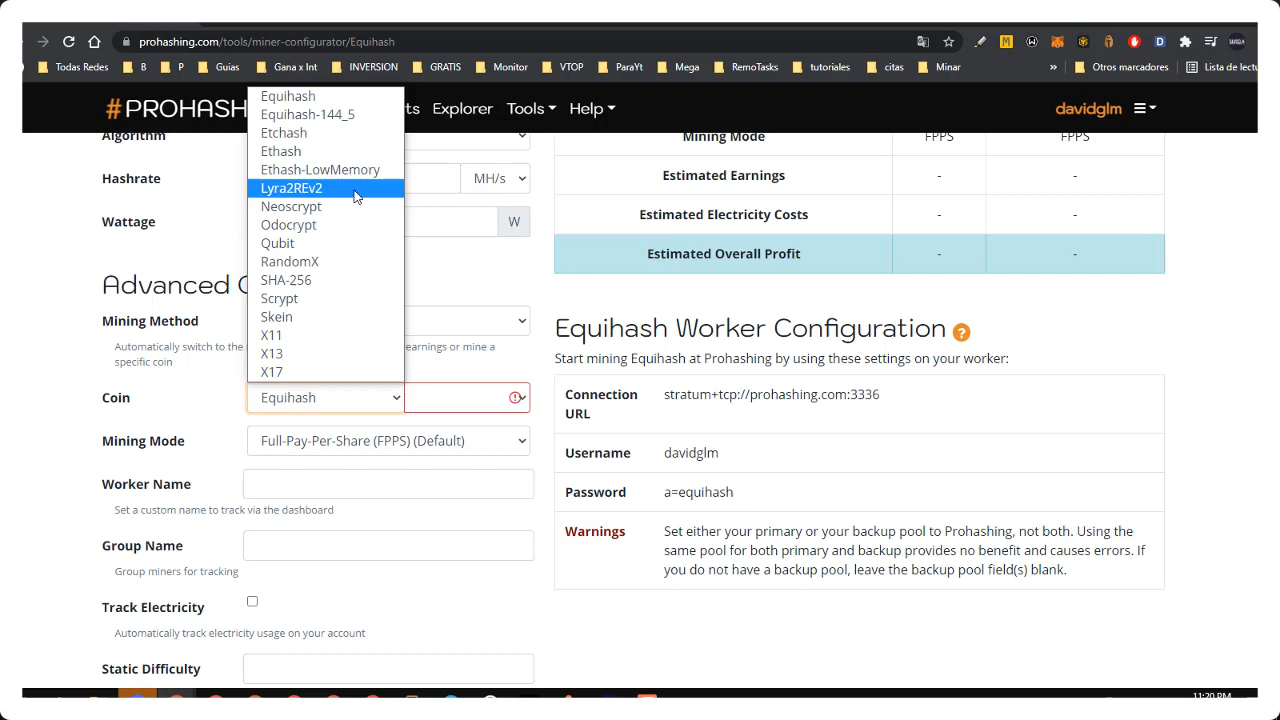 prohashing.com/tools/miner-configurator/Equihash
Todas Redes B P Guias Gana x Int INVERSION GRATIS Monitor VTOP ParaYt Mega RemoTasks tutoriales citas Minar » Otros marcadores Lista de lectu
#PROHASH ts Explorer Tools Help davidglm
Equihash
Equihash-144_5
Etchash
Ethash
Ethash-LowMemory
Lyra2REv2
Neoscrypt
Odocrypt
Qubit
RandomX
SHA-256
Scrypt
Skein
X11
X13
X17
Algorithm
Hashrate MH/s
Wattage W
Advanced O
Mining Method
Automatically switch to the earnings or mine a
specific coin
Coin Equihash
Mining Mode Full-Pay-Per-Share (FPPS) (Default)
Worker Name
Set a custom name to track via the dashboard
Group Name
Group miners for tracking
Track Electricity
Automatically track electricity usage on your account
Static Difficulty
Mining Mode FPPS FPPS
Estimated Earnings - -
Estimated Electricity Costs - -
Estimated Overall Profit - -
Equihash Worker Configuration ?
Start mining Equihash at Prohashing by using these settings on your worker:
Connection stratum+tcp://prohashing.com:3336
URL
Username davidglm
Password a=equihash
Warnings Set either your primary or your backup pool to Prohashing, not both. Using the
same pool for both primary and backup provides no benefit and causes errors. If
you do not have a backup pool, leave the backup pool field(s) blank.
11:20 PM